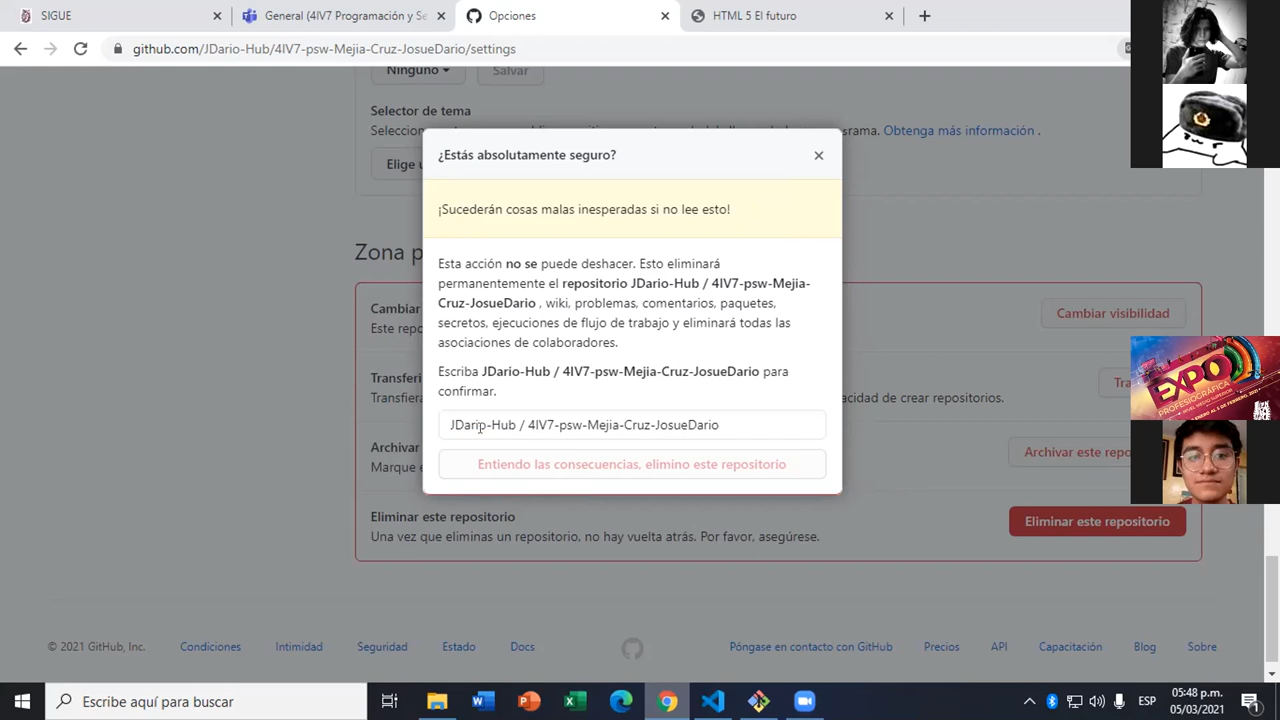 SIGUE
General (4IV7 Programación y Se
Opciones
HTML 5 El futuro
github.com/JDario-Hub/4IV7-psw-Mejia-Cruz-JosueDario/settings
Ninguno
Salvar
Selector de tema
Obtenga más información .
Elige
¿Estás absolutamente seguro?
¡Sucederán cosas malas inesperadas si no lee esto!
Esta acción no se puede deshacer. Esto eliminará
permanentemente el repositorio JDario-Hub / 4IV7-psw-Mejia-
Cruz-JosueDario , wiki, problemas, comentarios, paquetes,
secretos, ejecuciones de flujo de trabajo y eliminará todas las
asociaciones de colaboradores.
Escriba JDario-Hub / 4IV7-psw-Mejia-Cruz-JosueDario para
confirmar.
JDario-Hub / 4IV7-psw-Mejia-Cruz-JosueDario
Entiendo las consecuencias, elimino este repositorio
Zona p
Cambiar
Este repo
Cambiar visibilidad
Transferi
Transfiera
acidad de crear repositorios.
Tra
Archivar
Marque e
Archivar este repo
Eliminar este repositorio
Una vez que eliminas un repositorio, no hay vuelta atrás. Por favor, asegúrese.
Eliminar este repositorio
EXPO
PROFESIOGRÁFICA
NIVEL MEDIO SUPERIOR
© 2021 GitHub, Inc.
Condiciones
Intimidad
Seguridad
Estado
Docs
Póngase en contacto con GitHub
Precios
API
Capacitación
Blog
Sobre
Escribe aquí para buscar
ESP
05:48 p.m.
05/03/2021